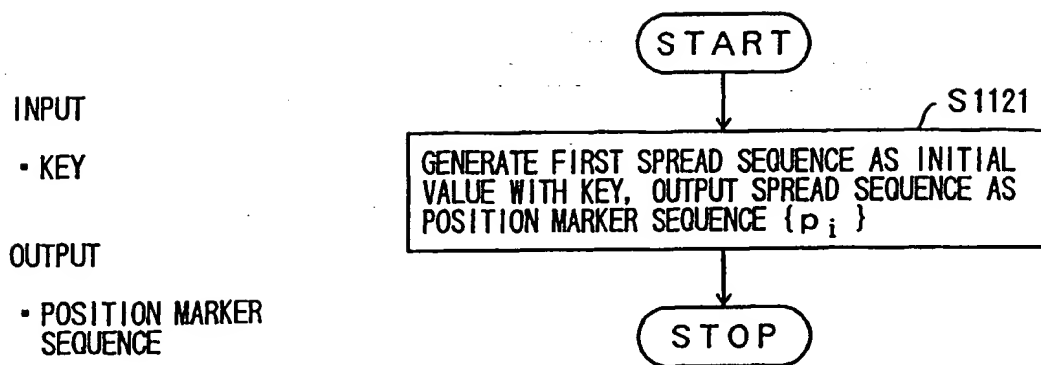 START
S1121
INPUT
▪ KEY
GENERATE FIRST SPREAD SEQUENCE AS INITIAL
VALUE WITH KEY, OUTPUT SPREAD SEQUENCE AS
POSITION MARKER SEQUENCE {p i }
OUTPUT
▪ POSITION MARKER
SEQUENCE
STOP